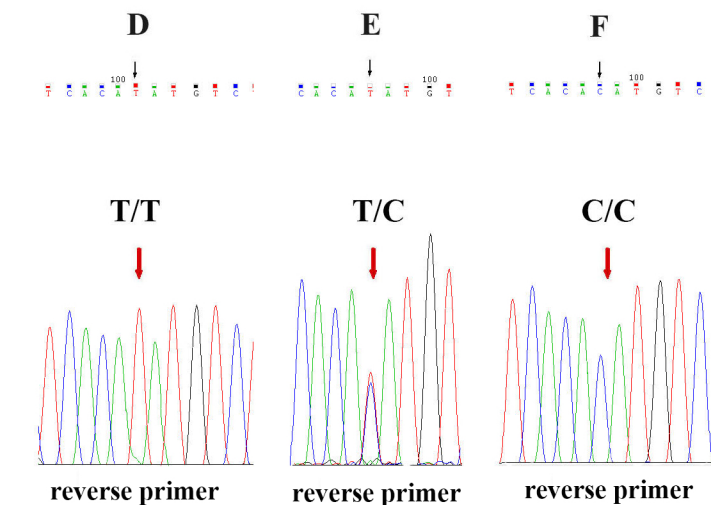 D E F
100 100 100
T C A C A T A T G T C
C A C A T A T G T
T C A C A C A T G T C
T/T T/C C/C
reverse primer reverse primer reverse primer